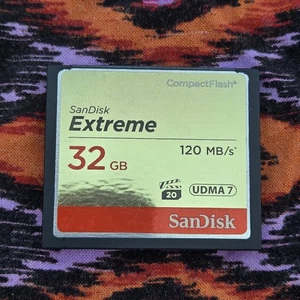 CompactFlash®
SanDisk
Extreme
32 GB 120 MB/s*
20 UDMA 7
SanDisk